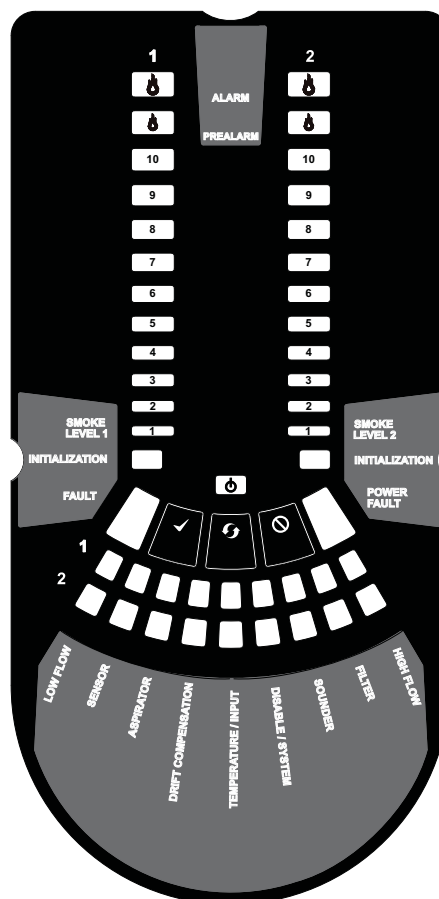 1 2
ALARM
PREALARM
10 10
9 9
8 8
7 7
6 6
5 5
4 4
3 3
2 2
1 1
SMOKE
LEVEL 1
INITIALIZATION
FAULT
SMOKE
LEVEL 2
INITIALIZATION
POWER
FAULT
1
2
LOW FLOW
SENSOR
ASPIRATOR
DRIFT COMPENSATION
TEMPERATURE / INPUT
DISABLE / SYSTEM
SOUNDER
FILTER
HIGH FLOW